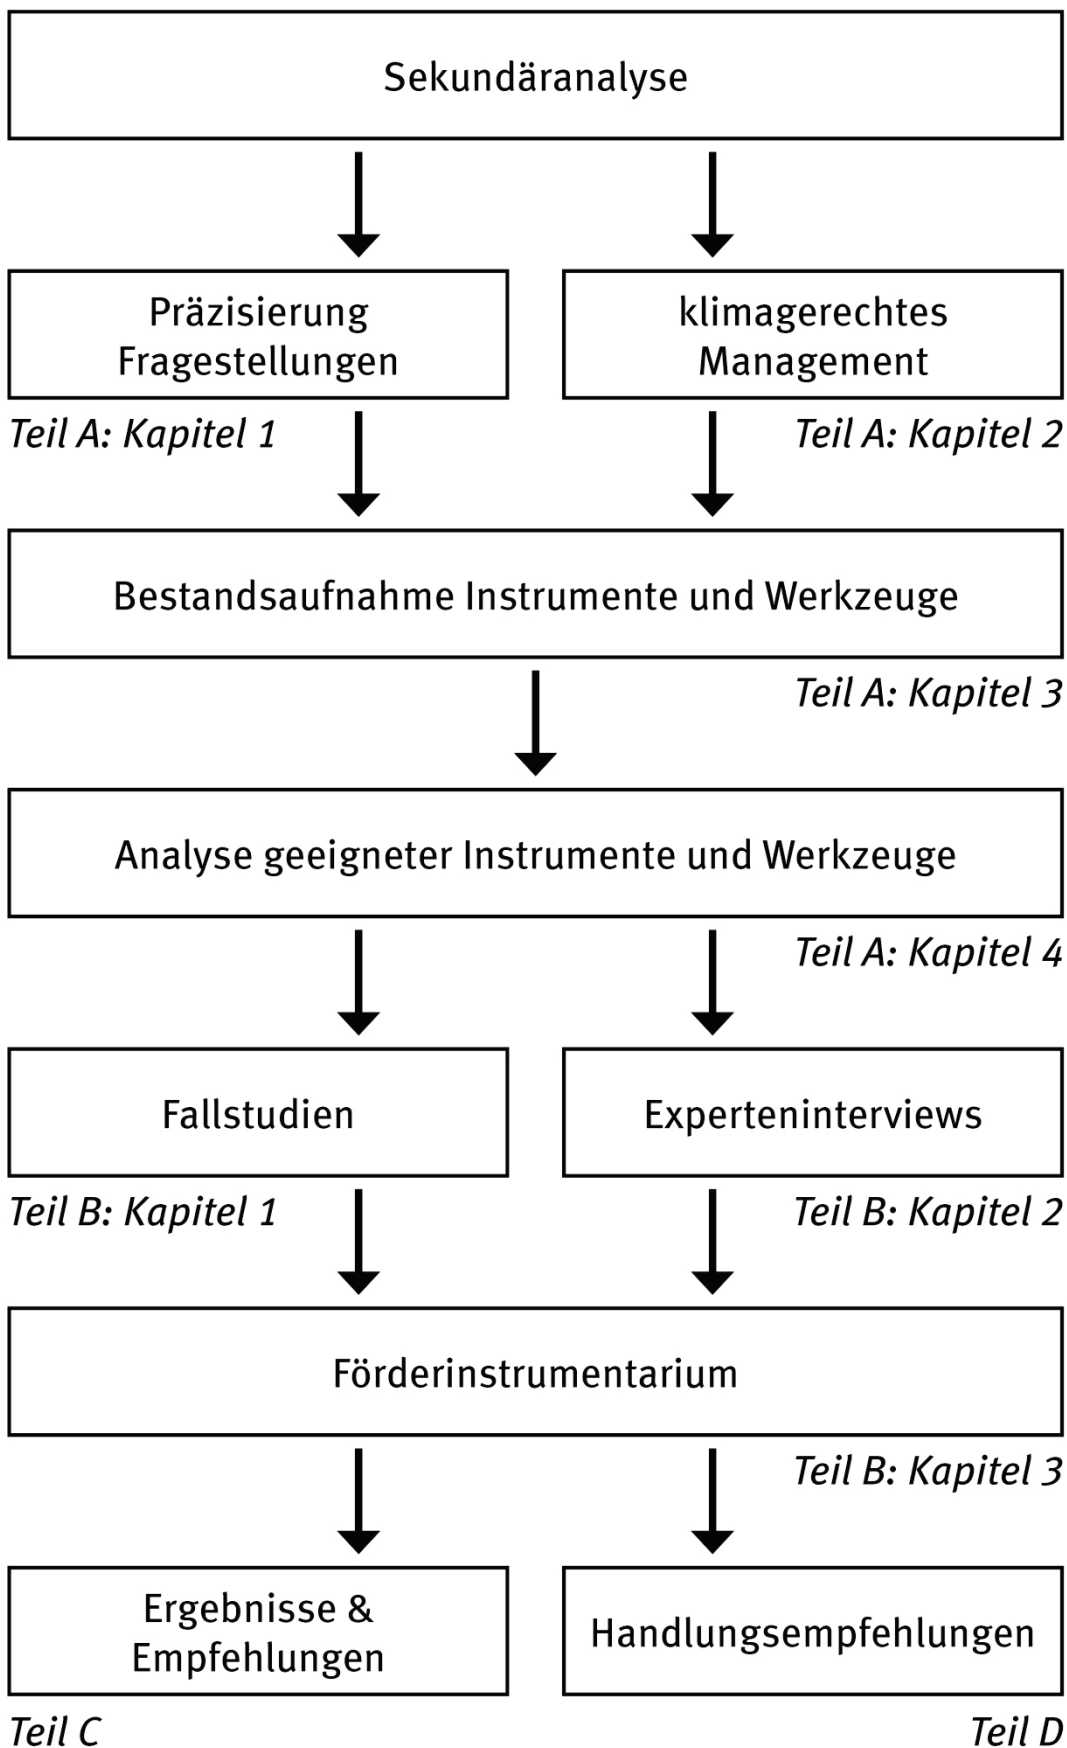 Sekundäranalyse
Präzisierung
Fragestellungen
klimagerechtes
Management
Teil A: Kapitel 1
Teil A: Kapitel 2
Bestandsaufnahme Instrumente und Werkzeuge
Teil A: Kapitel 3
Analyse geeigneter Instrumente und Werkzeuge
Teil A: Kapitel 4
Fallstudien
Experteninterviews
Teil B: Kapitel 1
Teil B: Kapitel 2
Förderinstrumentarium
Teil B: Kapitel 3
Ergebnisse &
Empfehlungen
Handlungsempfehlungen
Teil C
Teil D